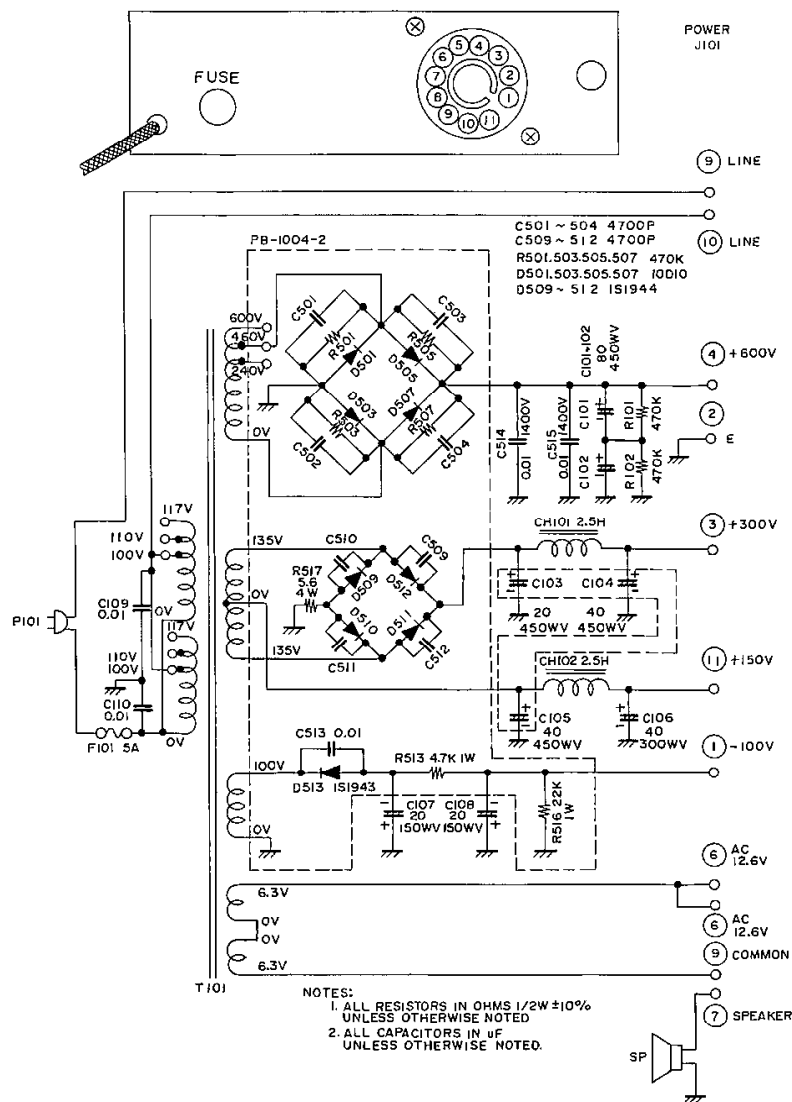 POWER
J101
FUSE
5 4 3 6 2 7 1 8 9 10 11
9 LINE
10 LINE
PB-1004-2
C501 ~ 504 4700P
C509 ~ 512 4700P
R501.503.505.507 470K
D501.503.505.507 10D10
D509 ~ 512 1S1944
600V
460V
240V
0V
C501
R501
D501
C503
R505
D505
D503
R503
C502
D507
R507
C504
C514
0.01
1400V
C515
0.01
1400V
C101~102
80
450WV
C101
C102
R101
470K
R102
470K
4 +600V
2
E
3 +300V
117V
110V
100V
0V
117V
110V
100V
0V
P101
C109
0.01
C110
0.01
F101 5A
135V
0V
135V
R517
5.6
4W
C510
D509
C509
D512
D510
C511
D511
C512
CH101 2.5H
C103
20
450WV
C104
40
450WV
11 +150V
CH102 2.5H
C105
40
450WV
C106
40
300WV
1 -100V
100V
0V
C513 0.01
D513 1S1943
R513 4.7K 1W
C107
20
150WV
C108
20
150WV
R516 22K
1W
6 AC
12.6V
6 AC
12.6V
9 COMMON
7 SPEAKER
6.3V
0V
0V
6.3V
T101
SP
NOTES:
1. ALL RESISTORS IN OHMS 1/2W ±10%
UNLESS OTHERWISE NOTED
2. ALL CAPACITORS IN uF
UNLESS OTHERWISE NOTED.